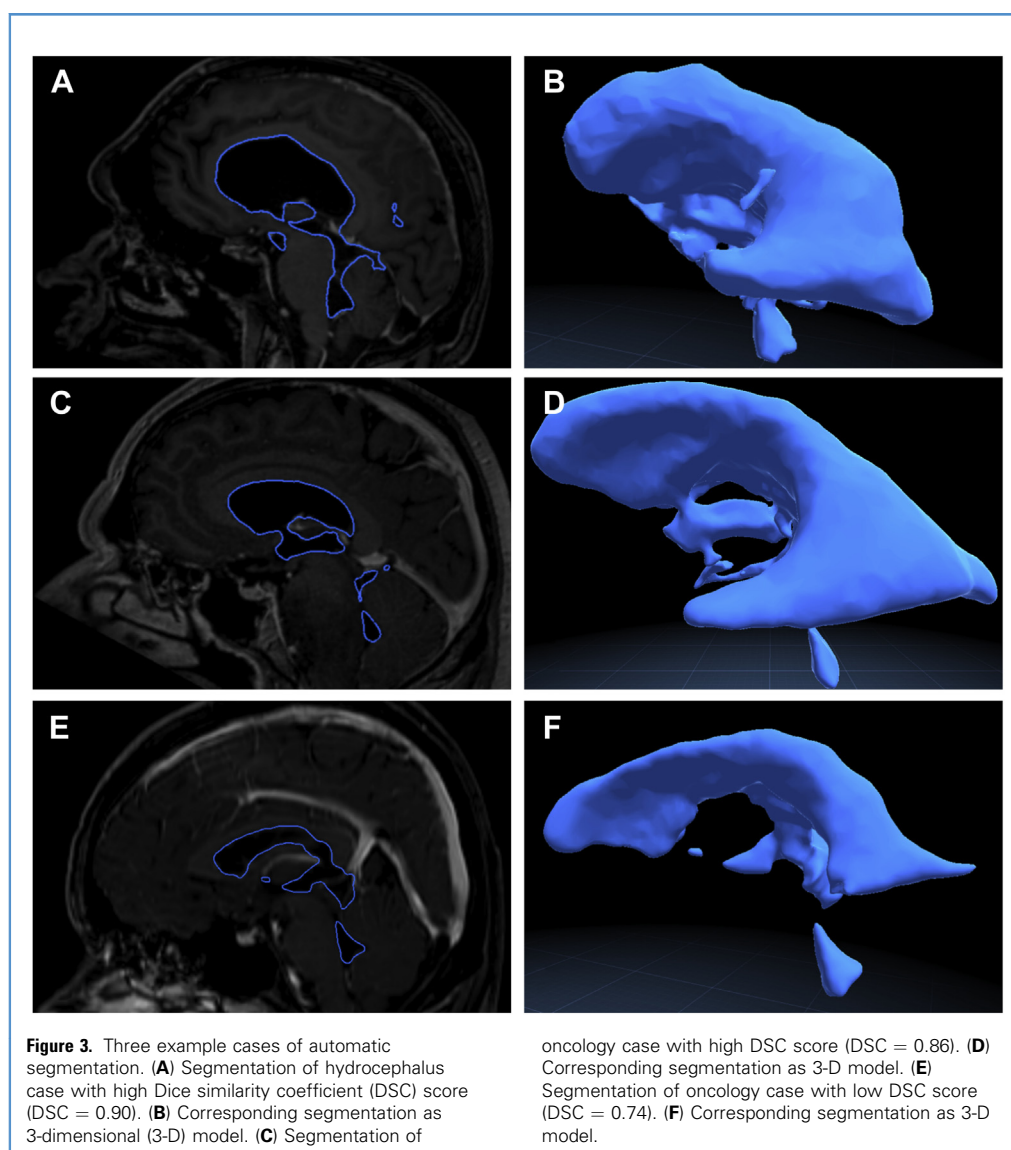 A
B
C
D
E
F
Figure 3. Three example cases of automatic
segmentation. (A) Segmentation of hydrocephalus
case with high Dice similarity coefficient (DSC) score
(DSC = 0.90). (B) Corresponding segmentation as
3-dimensional (3-D) model. (C) Segmentation of
oncology case with high DSC score (DSC = 0.86). (D)
Corresponding segmentation as 3-D model. (E)
Segmentation of oncology case with low DSC score
(DSC = 0.74). (F) Corresponding segmentation as 3-D
model.